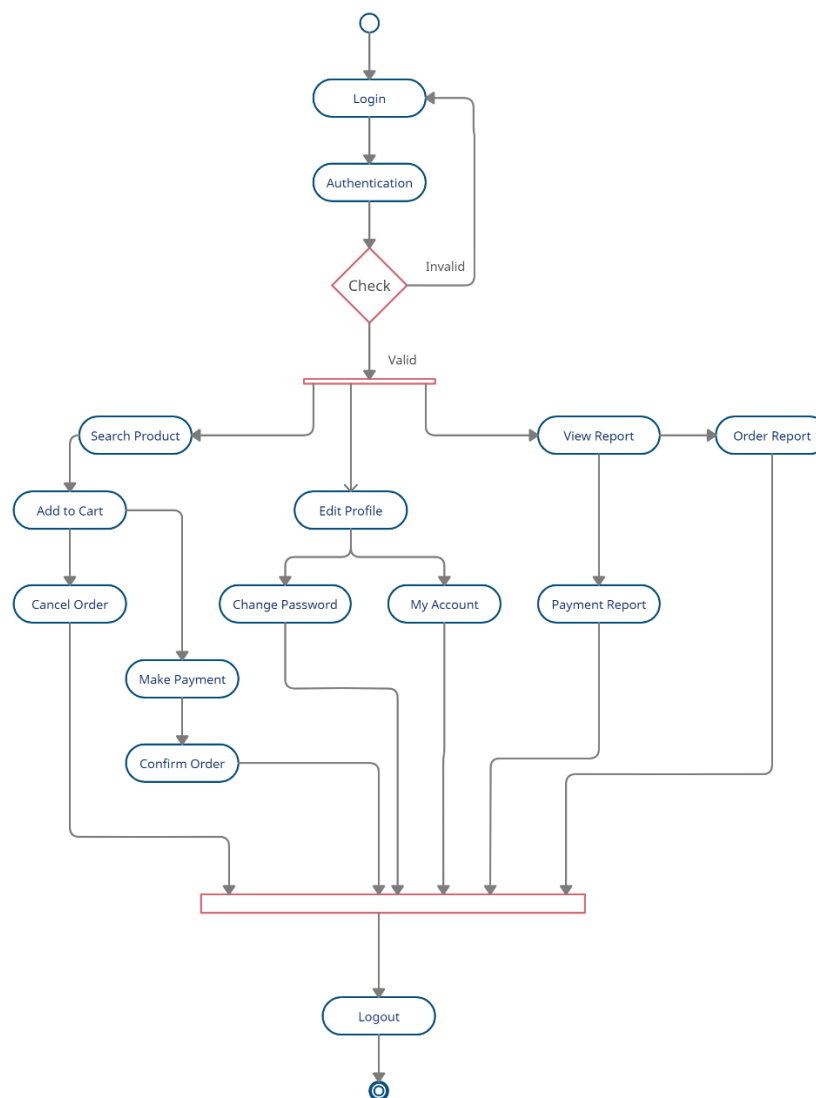 Login
Authentication
Invalid
Check
Valid
Search Product
View Report
Order Report
Add to Cart
Edit Profile
Cancel Order
Change Password
My Account
Payment Report
Make Payment
Confirm Order
Logout